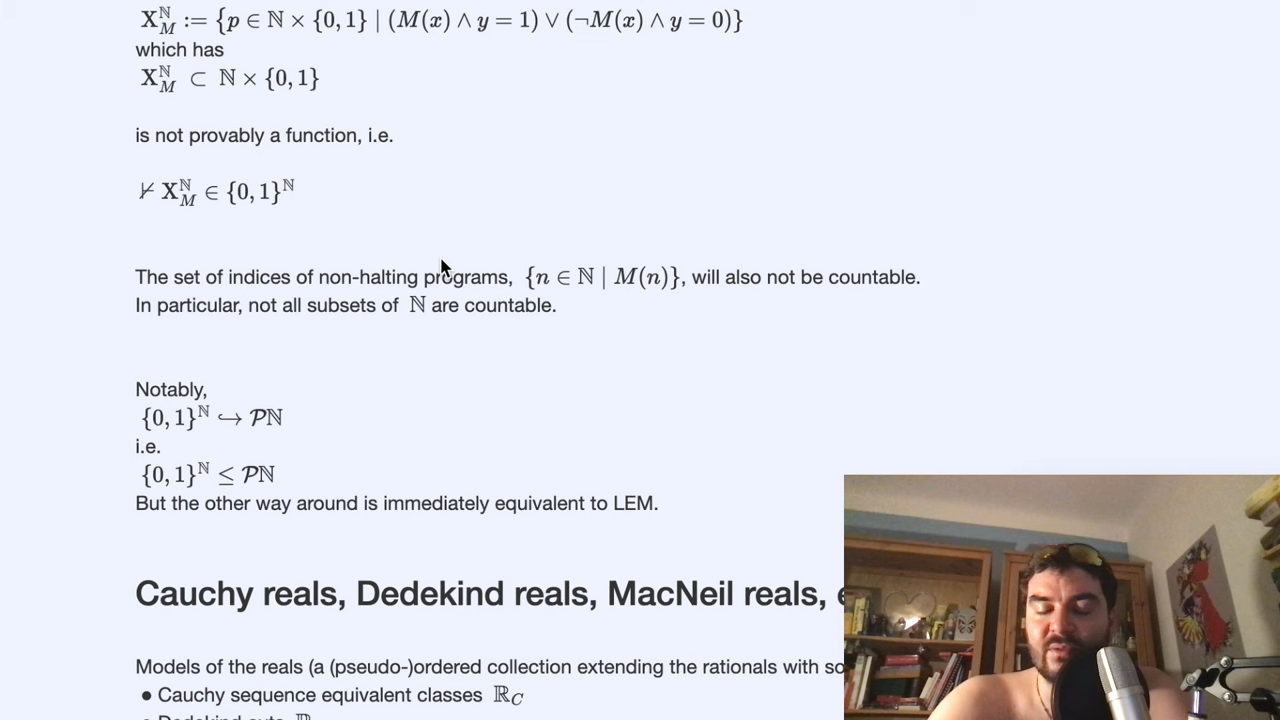 X_M^ℕ := {p ∈ ℕ × {0, 1} | (M(x) ∧ y = 1) ∨ (¬M(x) ∧ y = 0)}
which has
X_M^ℕ ⊂ ℕ × {0, 1}
is not provably a function, i.e.
⊬ X_M^ℕ ∈ {0, 1}^ℕ
The set of indices of non-halting programs, {n ∈ ℕ | M(n)}, will also not be countable.
In particular, not all subsets of ℕ are countable.
Notably,
{0, 1}^ℕ ↪ 𝒫ℕ
i.e.
{0, 1}^ℕ ≤ 𝒫ℕ
But the other way around is immediately equivalent to LEM.
Cauchy reals, Dedekind reals, MacNeil reals,
Models of the reals (a (pseudo-)ordered collection extending the rationals with
• Cauchy sequence equivalent classes ℝ_C